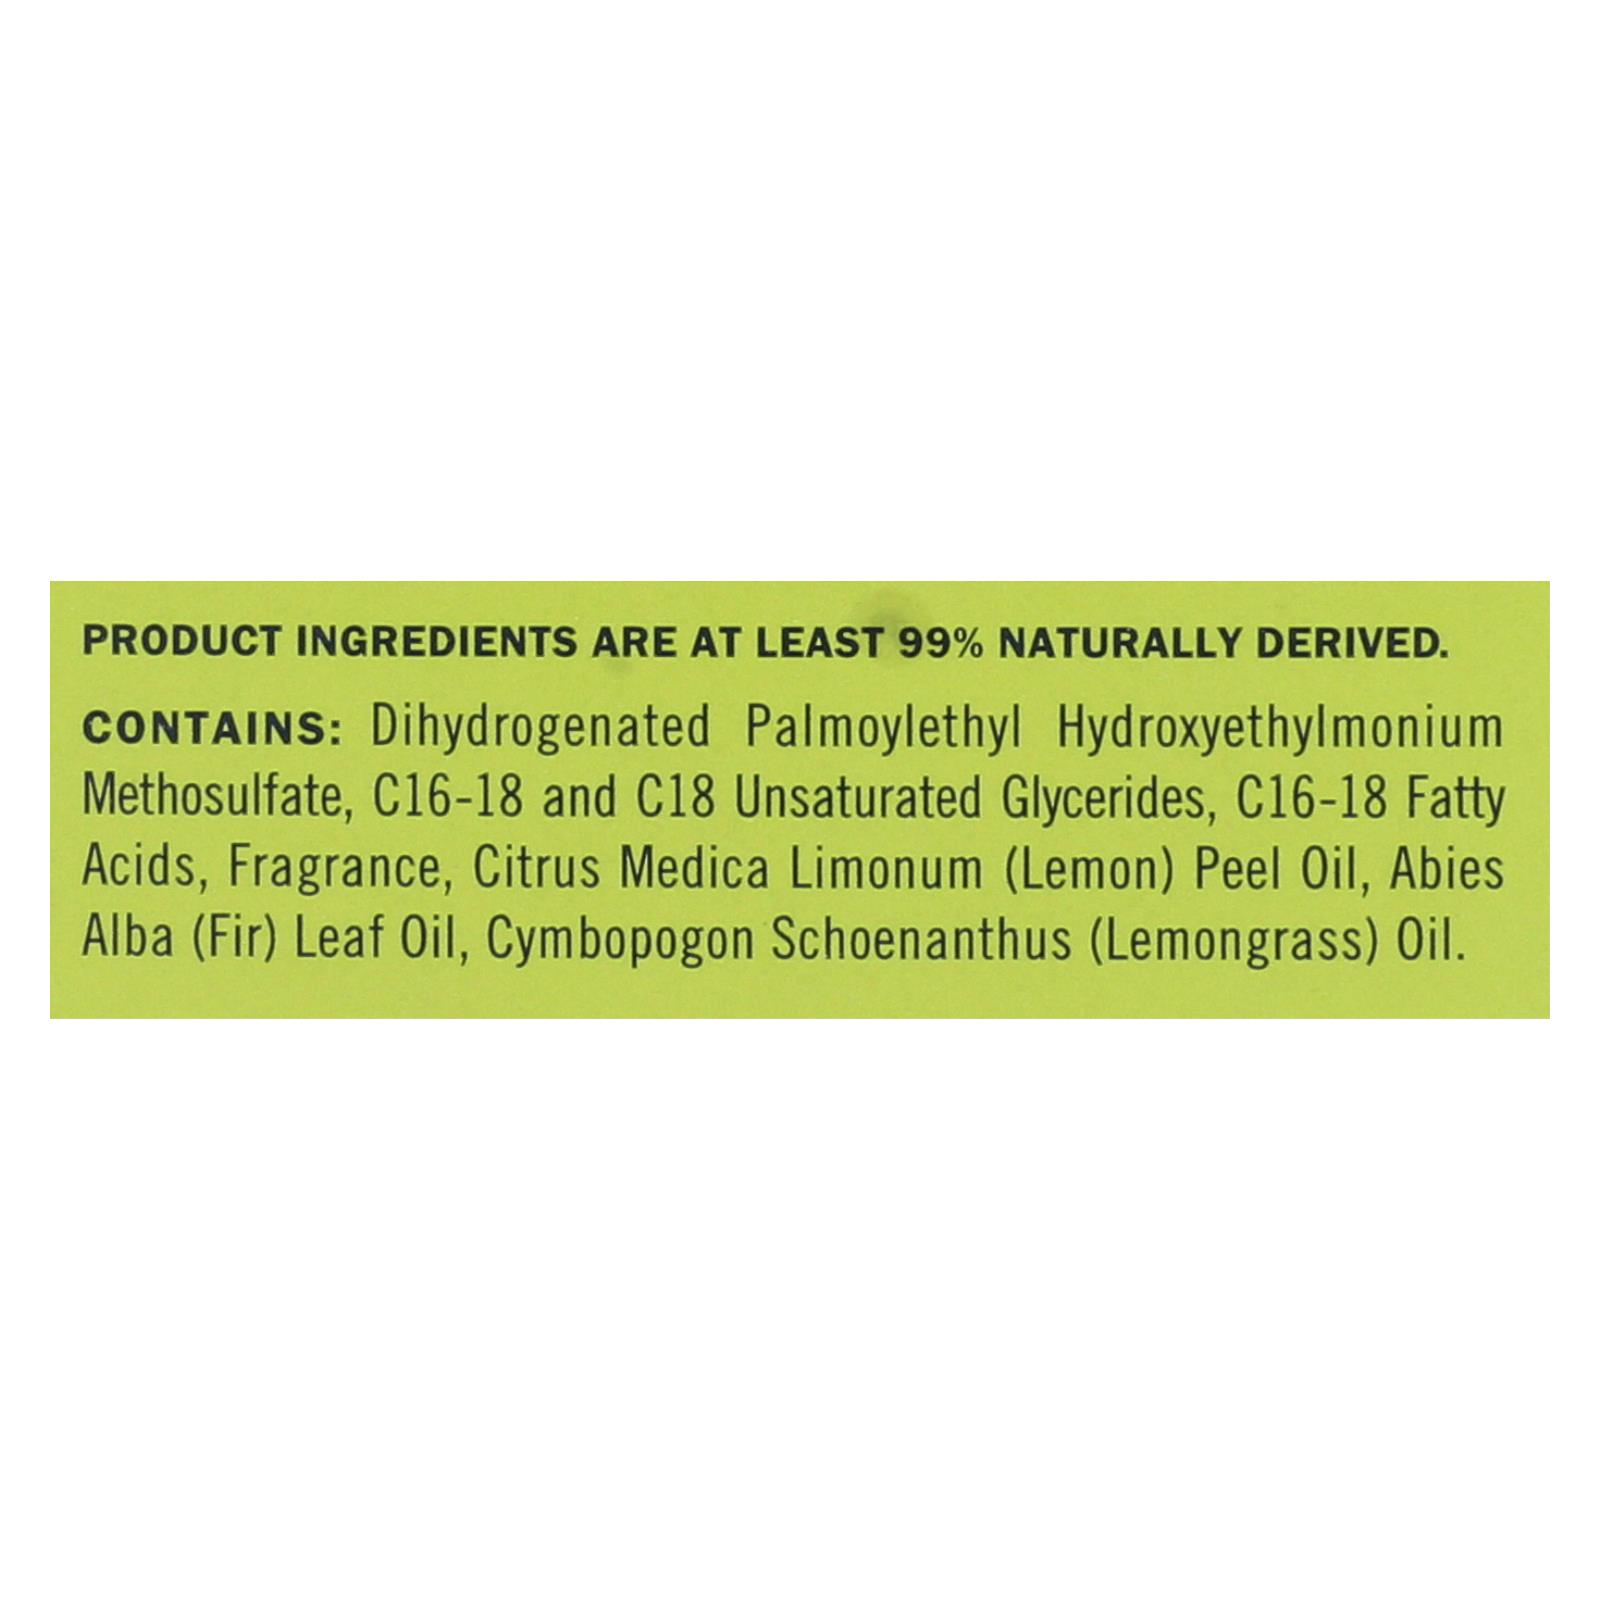 PRODUCT INGREDIENTS ARE AT LEAST 99% NATURALLY DERIVED.
CONTAINS: Dihydrogenated Palmoylethyl Hydroxyethylmonium
Methosulfate, C16-18 and C18 Unsaturated Glycerides, C16-18 Fatty
Acids, Fragrance, Citrus Medica Limonum (Lemon) Peel Oil, Abies
Alba (Fir) Leaf Oil, Cymbopogon Schoenanthus (Lemongrass) Oil.